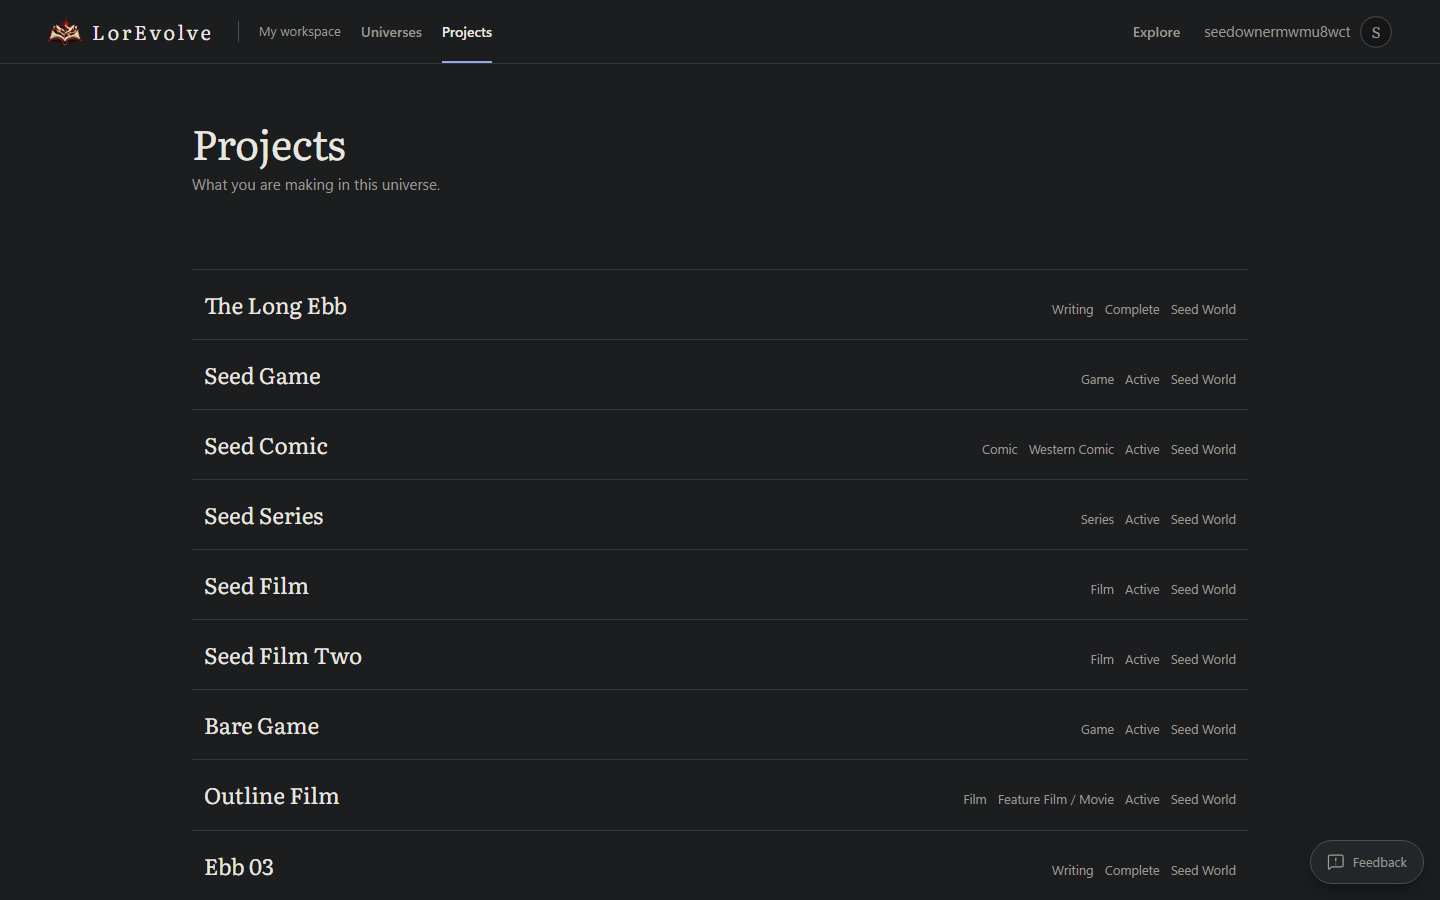 LorEvolve
My workspace
Universes
Projects
Explore
seedownermwmu8wct
S
Projects
What you are making in this universe.
The Long Ebb
Writing Complete Seed World
Seed Game
Game Active Seed World
Seed Comic
Comic Western Comic Active Seed World
Seed Series
Series Active Seed World
Seed Film
Film Active Seed World
Seed Film Two
Film Active Seed World
Bare Game
Game Active Seed World
Outline Film
Film Feature Film / Movie Active Seed World
Ebb 03
Writing Complete Seed World
Feedback